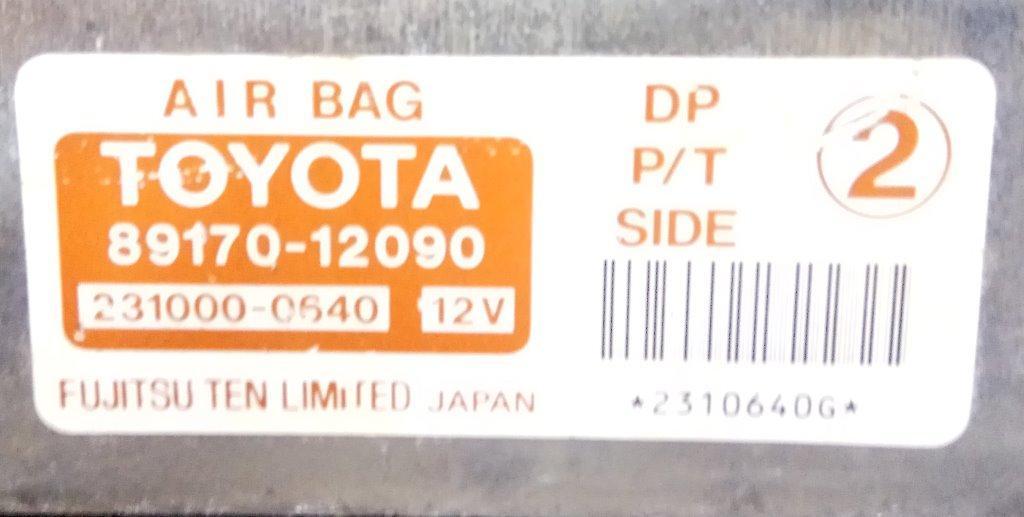 AIR BAG
TOYOTA
89170-12090
231000-0640
12V
FUJITSU TEN LIMITED JAPAN
DP
P/T
SIDE
2
*2310640G*